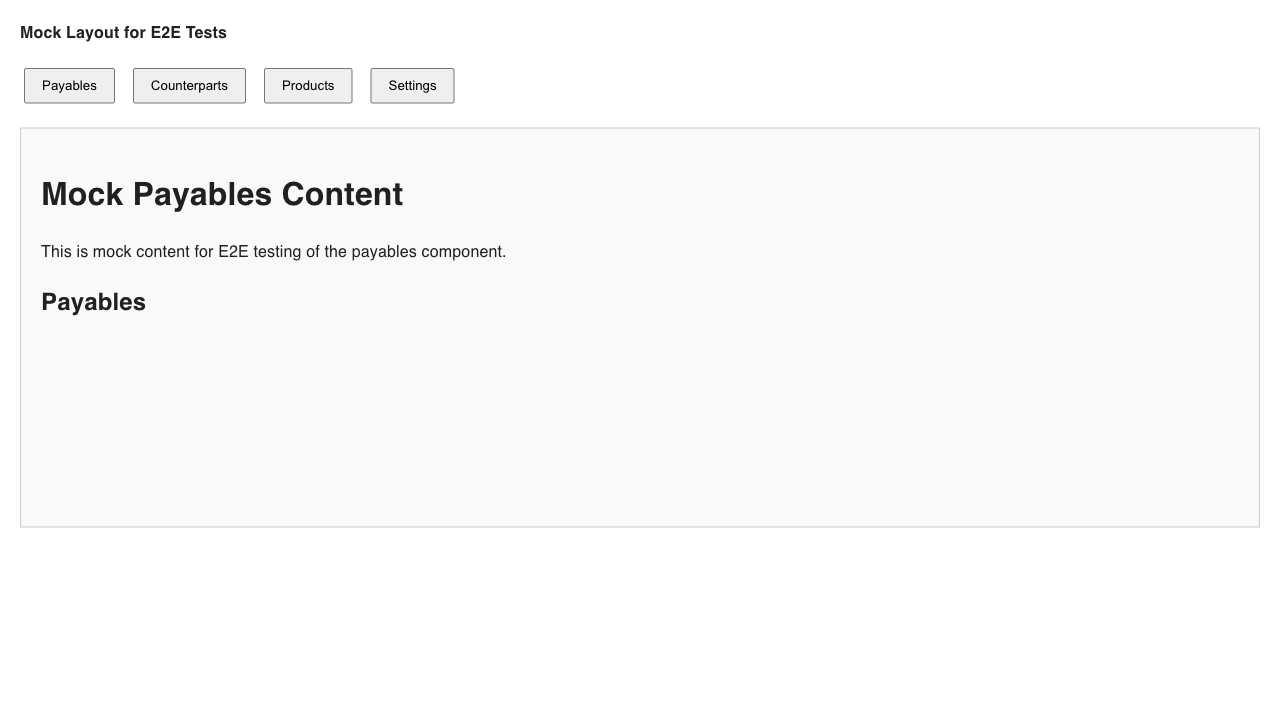 Mock Layout for E2E Tests
Payables Counterparts Products Settings
Mock Payables Content
This is mock content for E2E testing of the payables component.
Payables